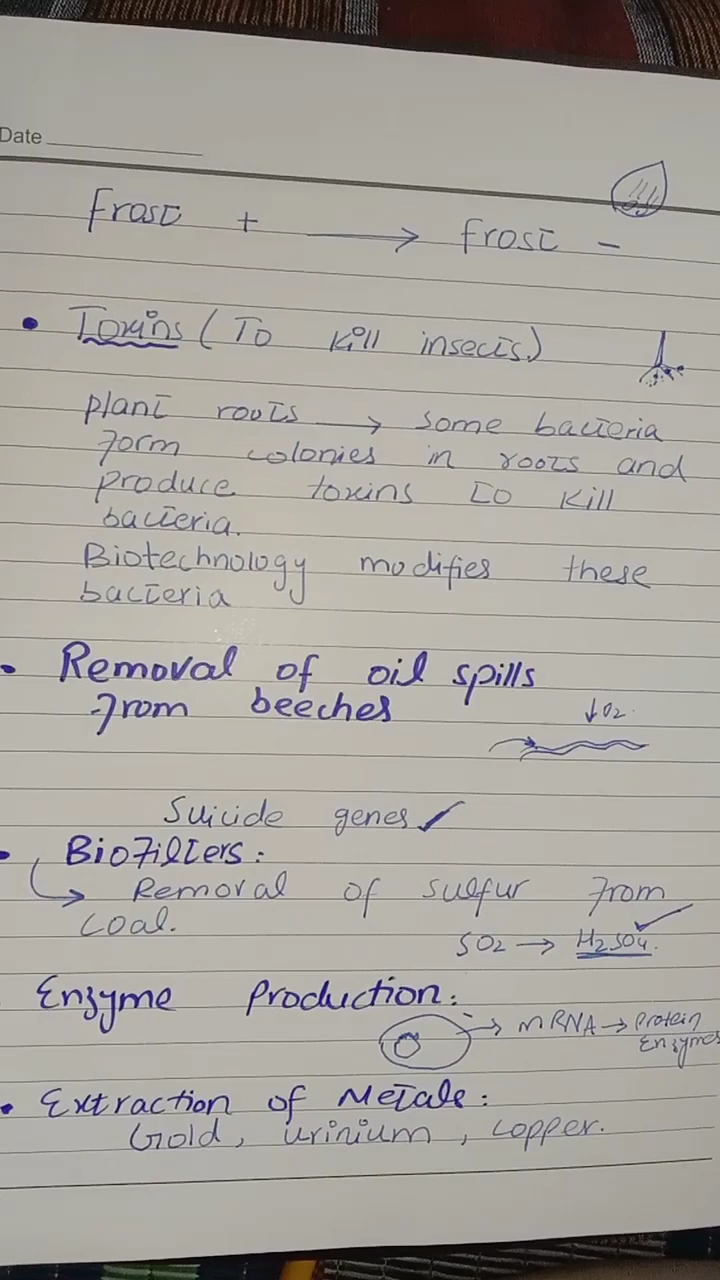 Date
Frost + → frost -
• Toxins (To kill insects)
plant roots → some bacteria
form colonies in roots and
produce toxins to kill
bacteria.
Biotechnology modifies these
bacteria
• Removal of oil spills
from beeches
↓O2
Suicide genes ✓
• BioFilters:
→ Removal of sulfur from
coal.
SO2 → H2SO4.
Enzyme Production:
→ mRNA → Protein
Enzymes
• Extraction of Metals:
Gold, urinium, copper.